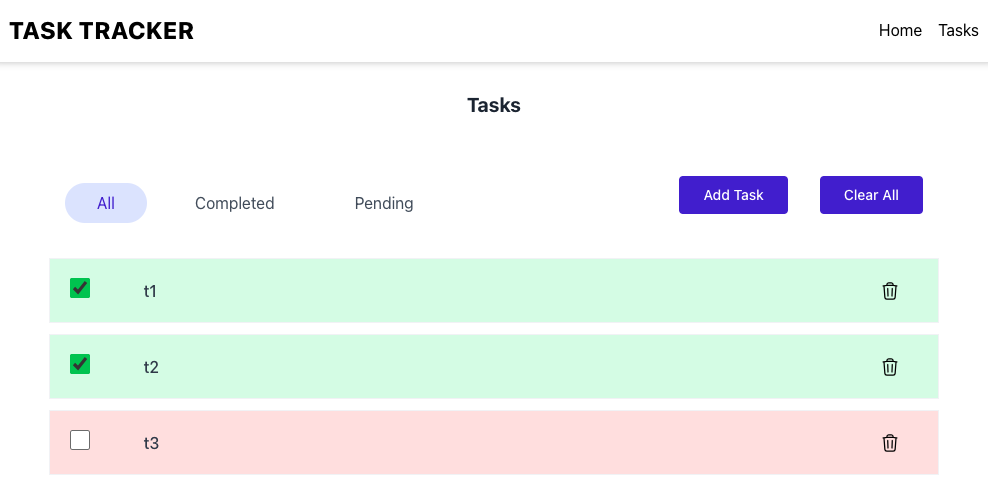 TASK TRACKER
Home Tasks
Tasks
All Completed Pending Add Task Clear All
t1
t2
t3